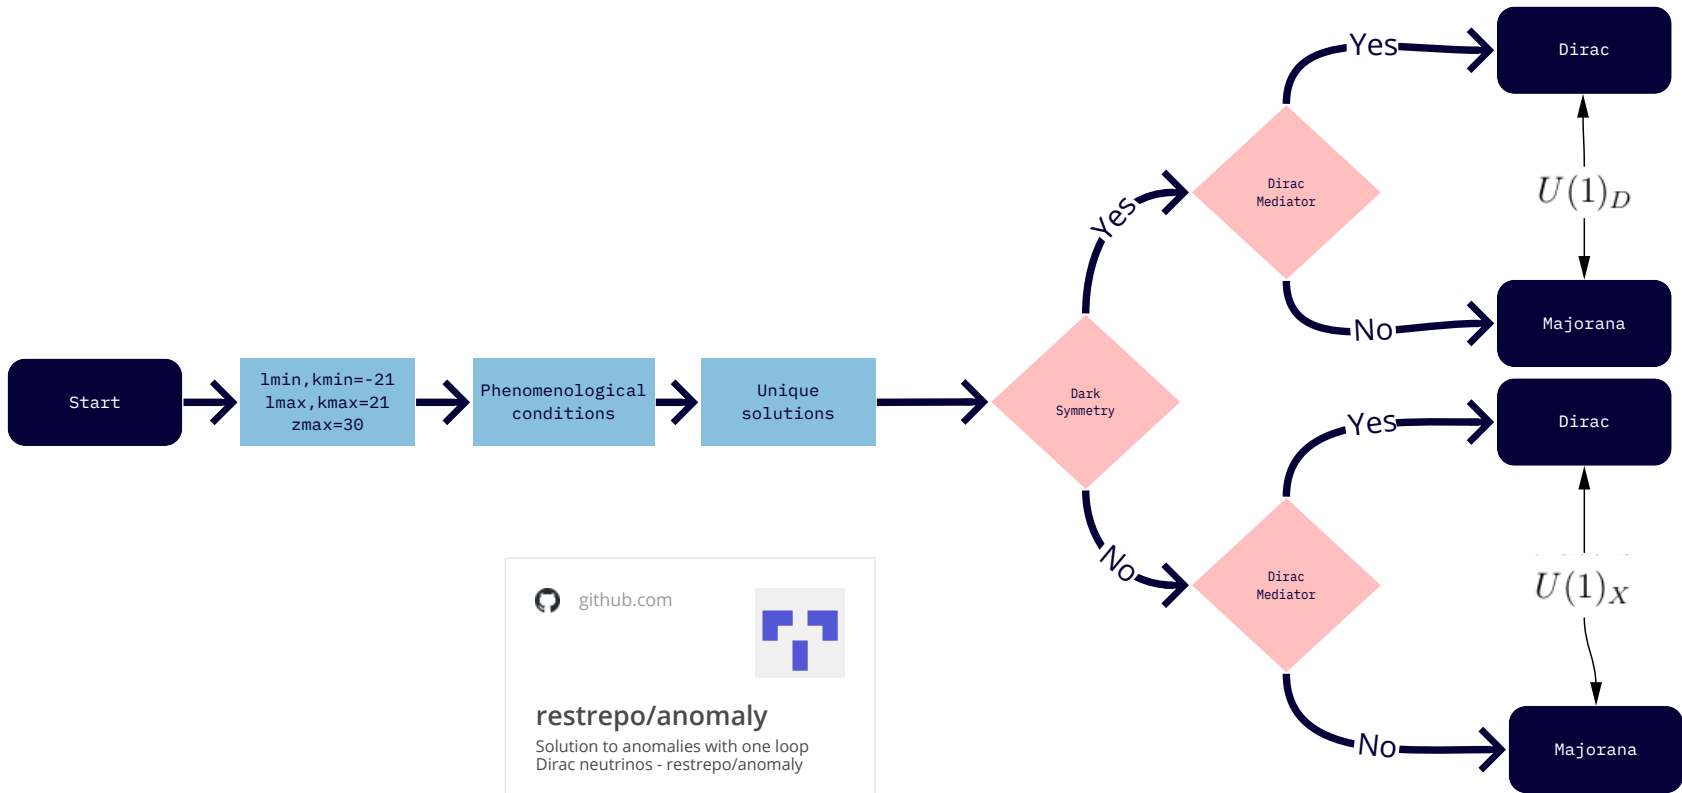 Start
lmin,kmin=-21
lmax,kmax=21
zmax=30
Phenomenological
conditions
Unique
solutions
Dark
Symmetry
Yes
No
Dirac
Mediator
Yes
No
Dirac
U(1)_D
Majorana
Dirac
Mediator
Yes
No
Dirac
U(1)_X
Majorana
github.com
restrepo/anomaly
Solution to anomalies with one loop
Dirac neutrinos - restrepo/anomaly